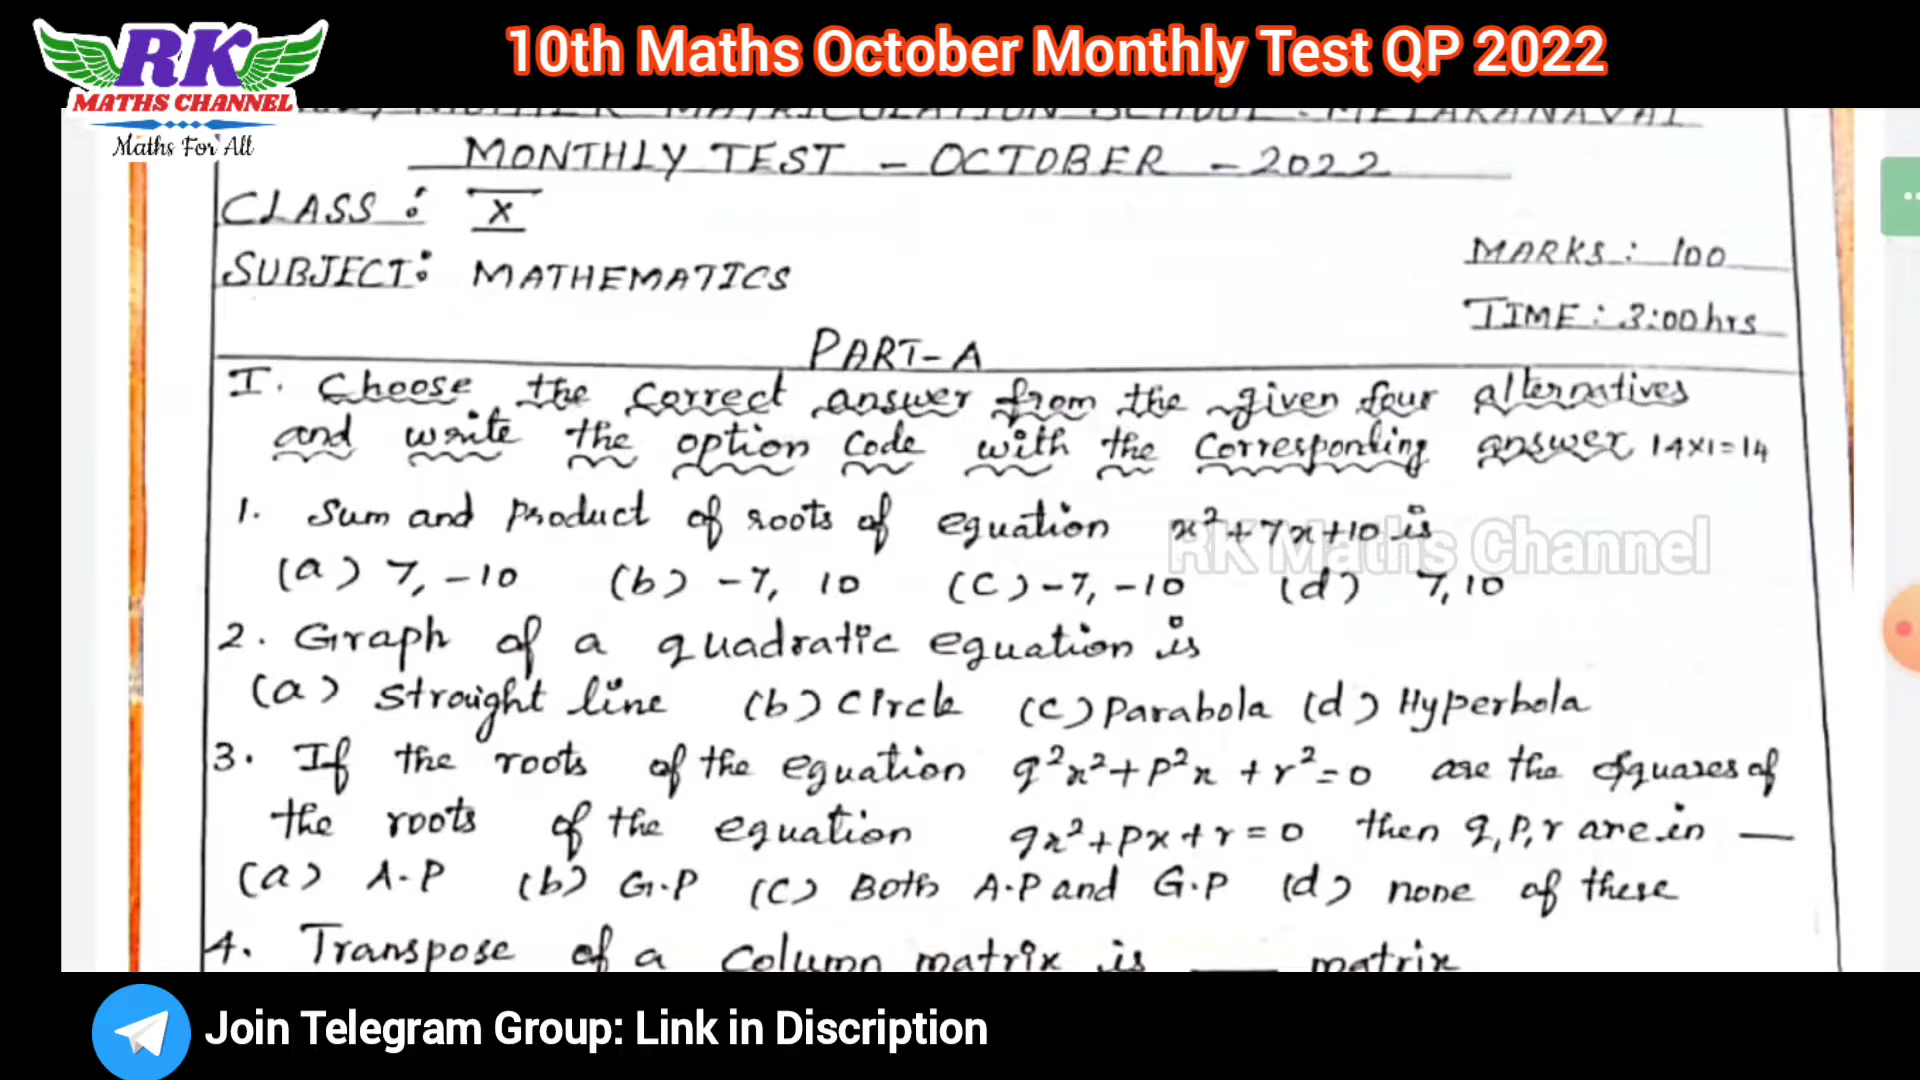 RK
MATHS CHANNEL
Maths For All
10th Maths October Monthly Test QP 2022
MATRICULATION SCHOOL
MONTHLY TEST - OCTOBER - 2022
CLASS : X
SUBJECT: MATHEMATICS
MARKS : 100
TIME : 3:00hrs
PART-A
I. Choose the correct answer from the given four alternatives
and write the option code with the corresponding answer 14x1=14
1. Sum and product of roots of equation x²+7x+10 is
RK Maths Channel
(a) 7, -10 (b) -7, 10 (c) -7, -10 (d) 7,10
2. Graph of a quadratic equation is
(a) straight line (b) Circle (c) Parabola (d) Hyperbola
3. If the roots of the equation q²x²+p²x+r²=0 are the squares of
the roots of the equation qx²+px+r=0 then q,p,r are in __
(a) A.P (b) G.P (c) Both A.P and G.P (d) none of these
4. Transpose of a column matrix is __ matrix
Join Telegram Group: Link in Discription